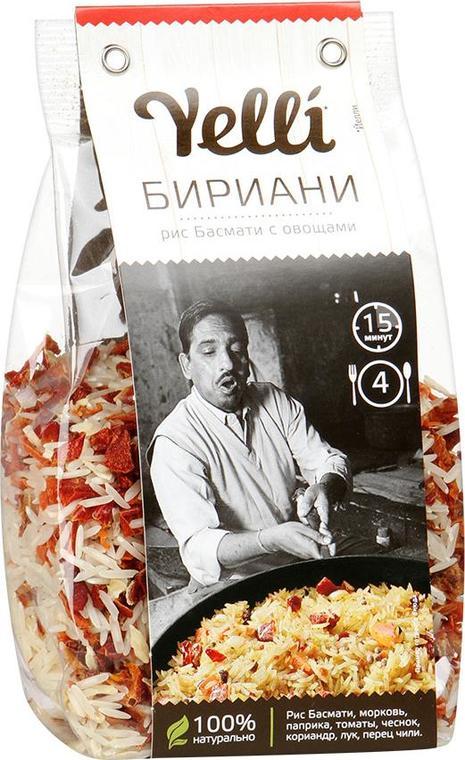 Yelli
*Йелли
БИРИАНИ
рис Басмати с овощами
15
минут
4
100%
натурально
Рис Басмати, морковь,
паприка, томаты, чеснок,
кориандр, лук, перец чили.